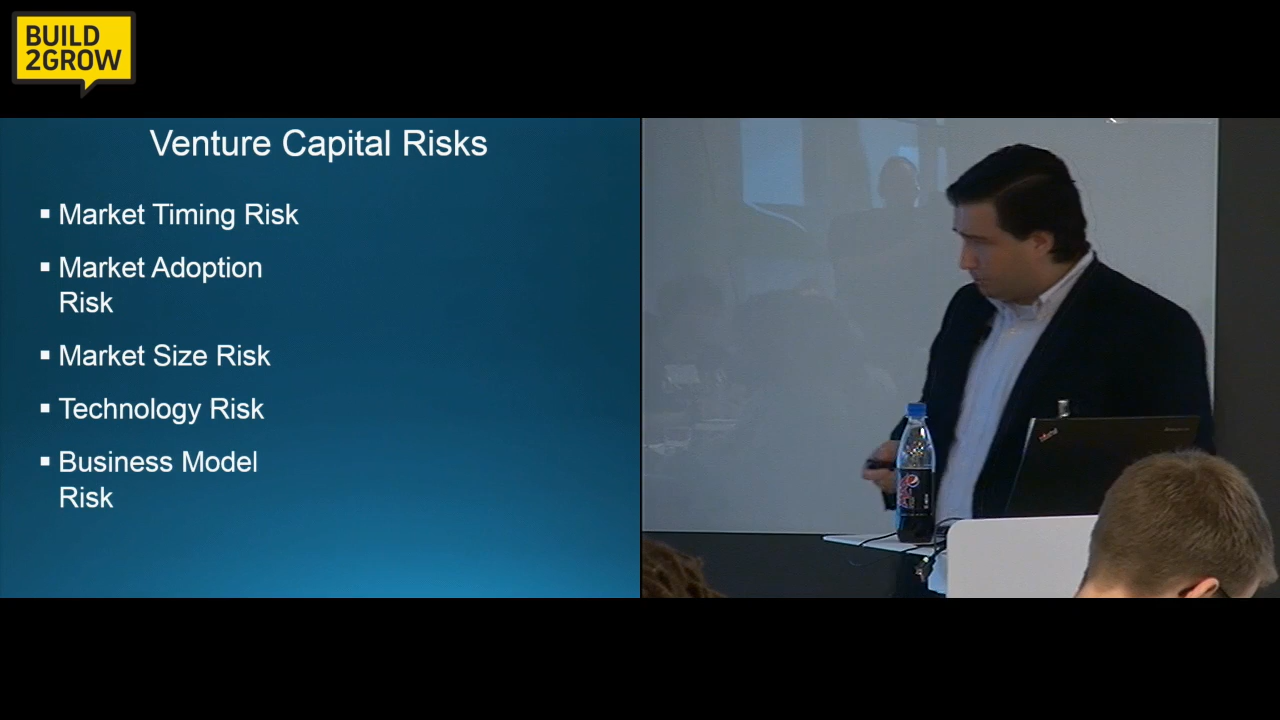 BUILD
2GROW
Venture Capital Risks
Market Timing Risk
Market Adoption
Risk
Market Size Risk
Technology Risk
Business Model
Risk